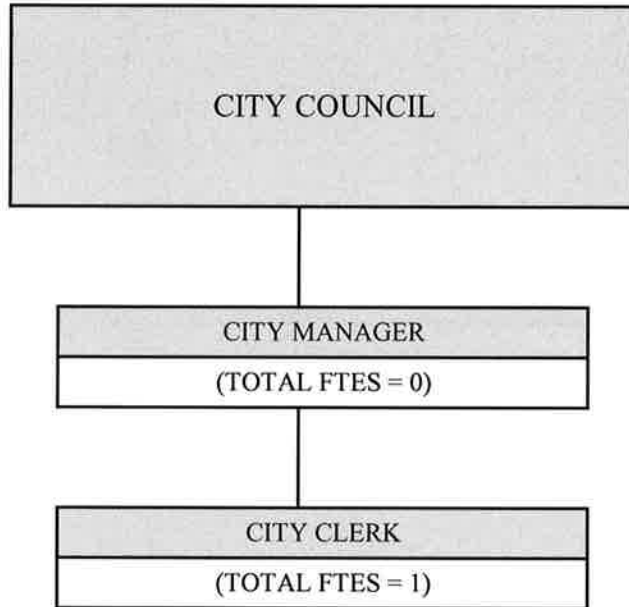 CITY COUNCIL
CITY MANAGER
(TOTAL FTES = 0)
CITY CLERK
(TOTAL FTES = 1)